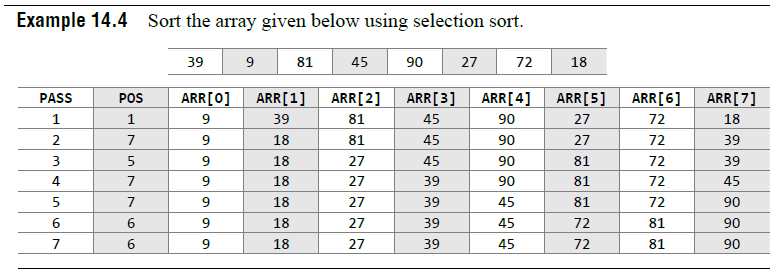 Example 14.4 Sort the array given below using selection sort.
39 9 81 45 90 27 72 18
PASS POS ARR[0] ARR[1] ARR[2] ARR[3] ARR[4] ARR[5] ARR[6] ARR[7]
1 1 9 39 81 45 90 27 72 18
2 7 9 18 81 45 90 27 72 39
3 5 9 18 27 45 90 81 72 39
4 7 9 18 27 39 90 81 72 45
5 7 9 18 27 39 45 81 72 90
6 6 9 18 27 39 45 72 81 90
7 6 9 18 27 39 45 72 81 90